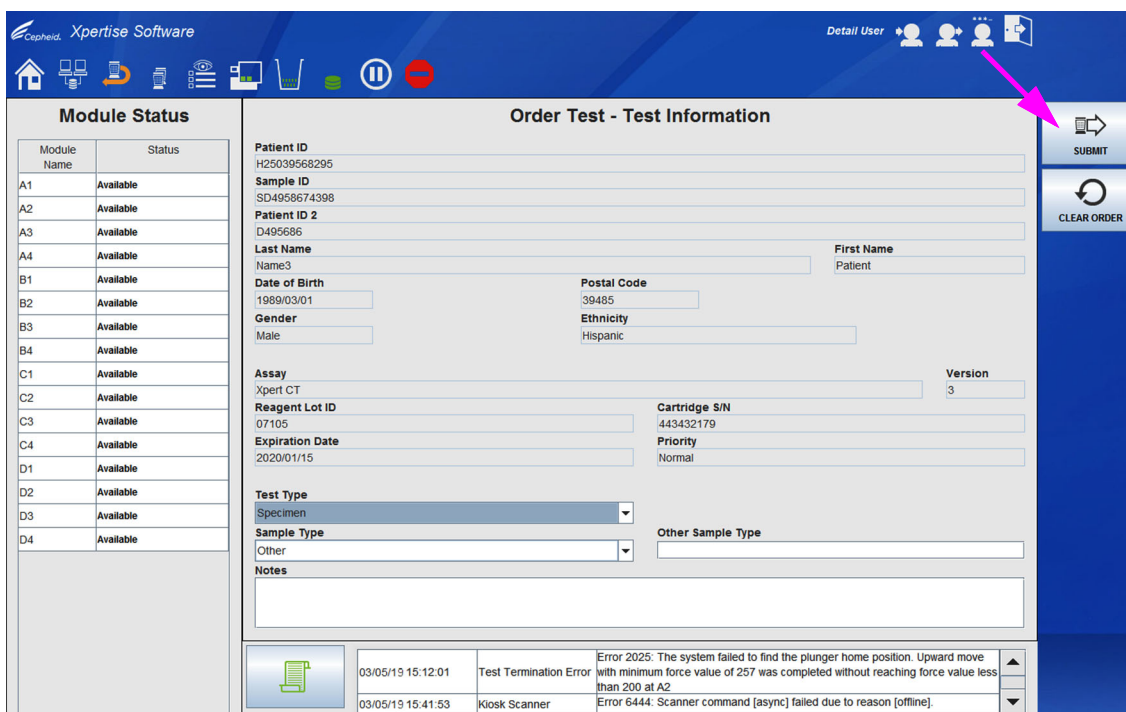 Cepheid. Xpertise Software
Detail User
Module Status
Module Name
Status
A1 Available
A2 Available
A3 Available
A4 Available
B1 Available
B2 Available
B3 Available
B4 Available
C1 Available
C2 Available
C3 Available
C4 Available
D1 Available
D2 Available
D3 Available
D4 Available
Order Test - Test Information
Patient ID
H25039568295
Sample ID
SD4958674398
Patient ID 2
D495686
Last Name First Name
Name3 Patient
Date of Birth Postal Code
1989/03/01 39485
Gender Ethnicity
Male Hispanic
Assay Version
Xpert CT 3
Reagent Lot ID Cartridge S/N
07105 443432179
Expiration Date Priority
2020/01/15 Normal
Test Type
Specimen
Sample Type Other Sample Type
Other
Notes
SUBMIT
CLEAR ORDER
03/05/19 15:12:01 Test Termination Error
Error 2025: The system failed to find the plunger home position. Upward move
with minimum force value of 257 was completed without reaching force value less
than 200 at A2
03/05/19 15:41:53 Kiosk Scanner Error 6444: Scanner command [async] failed due to reason [offline].